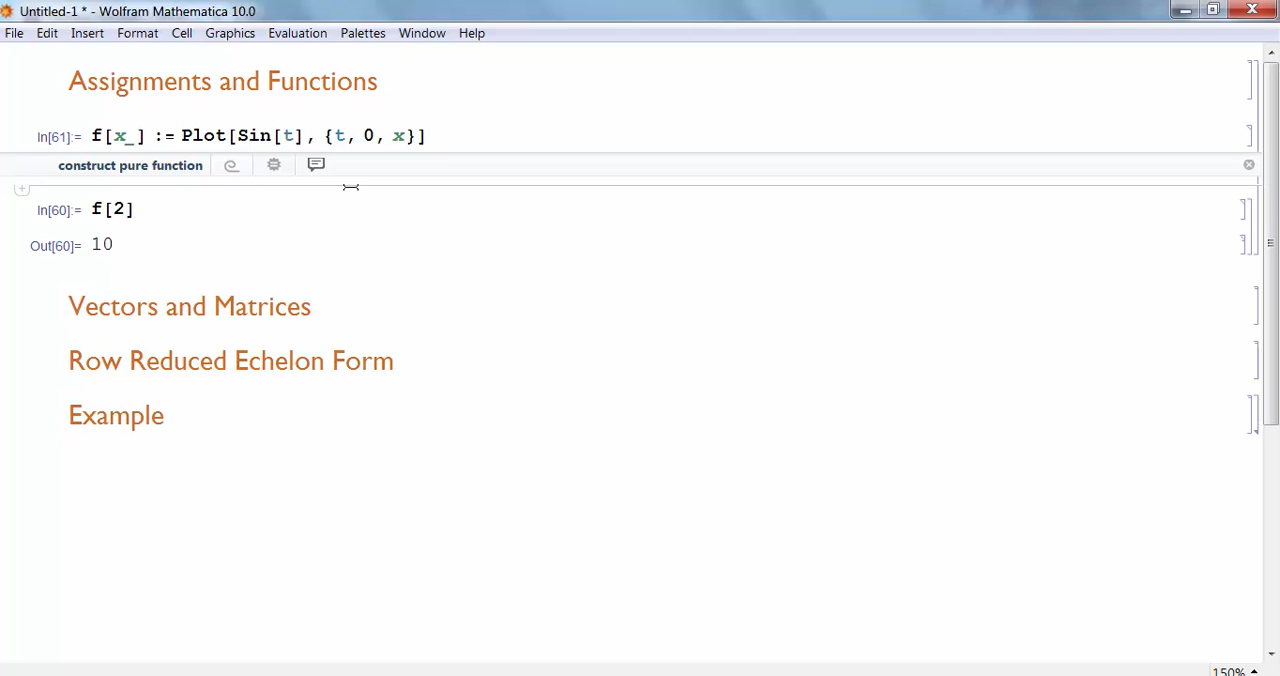 Untitled-1 * - Wolfram Mathematica 10.0
File Edit Insert Format Cell Graphics Evaluation Palettes Window Help
Assignments and Functions
In[61]:= f[x_] := Plot[Sin[t], {t, 0, x}]
construct pure function
In[60]:= f[2]
Out[60]= 10
Vectors and Matrices
Row Reduced Echelon Form
Example
150%